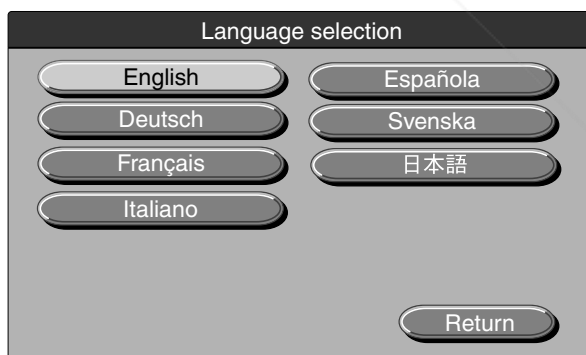 Language selection
English
Española
Deutsch
Svenska
Français
日本語
Italiano
Return